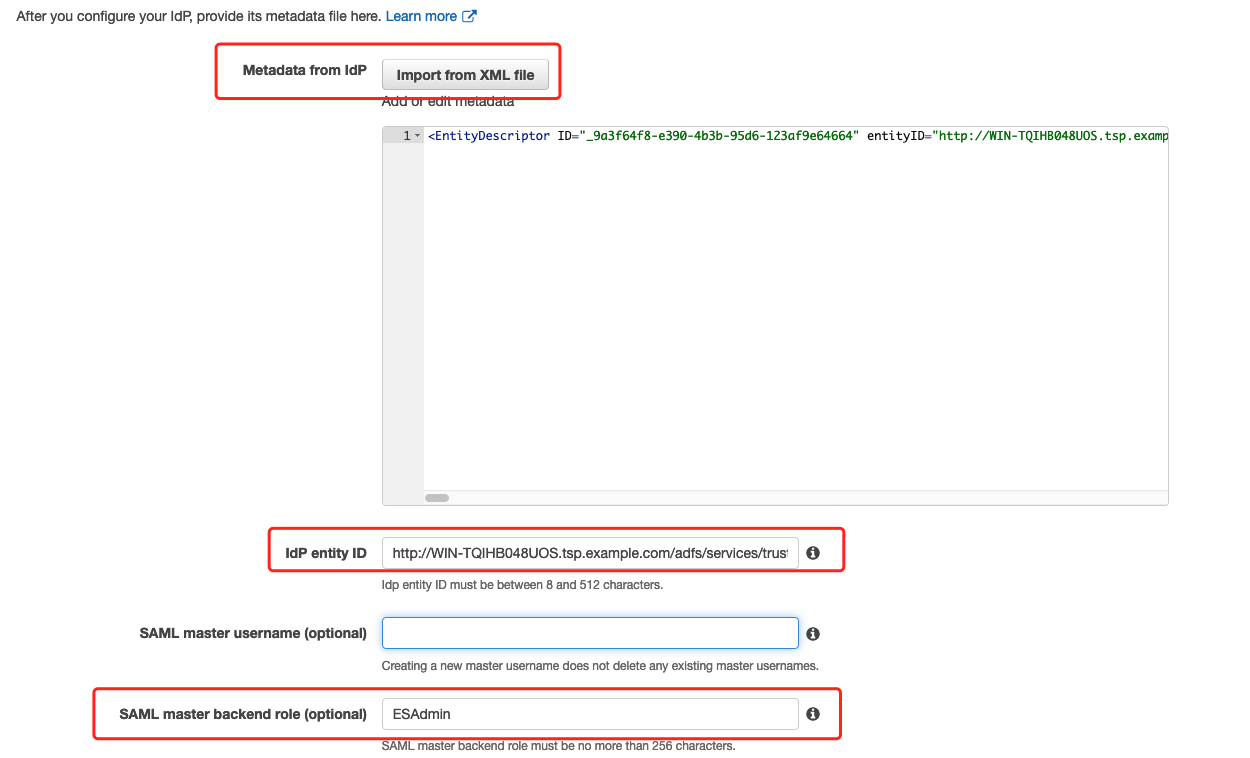 After you configure your IdP, provide its metadata file here. Learn more
Metadata from IdP
Import from XML file
Add or edit metadata
1 <EntityDescriptor ID="_9a3f64f8-e390-4b3b-95d6-123af9e64664" entityID="http://WIN-TQIHB048UOS.tsp.examp
IdP entity ID
http://WIN-TQIHB048UOS.tsp.example.com/adfs/services/trus
Idp entity ID must be between 8 and 512 characters.
SAML master username (optional)
Creating a new master username does not delete any existing master usernames.
SAML master backend role (optional)
ESAdmin
SAML master backend role must be no more than 256 characters.